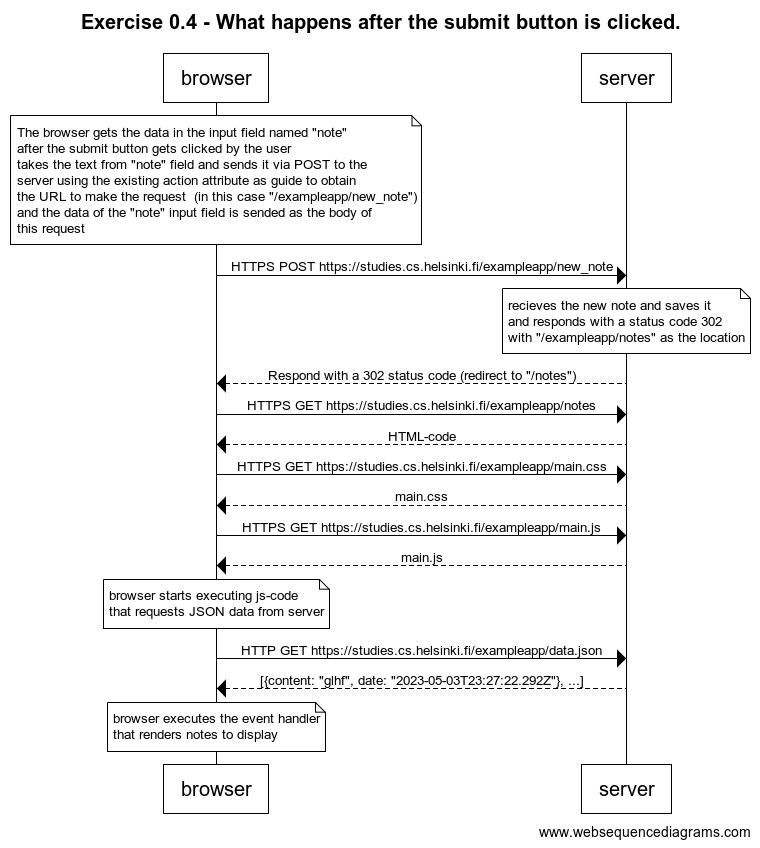 Exercise 0.4 - What happens after the submit button is clicked.
browser
server
The browser gets the data in the input field named "note"
after the submit button gets clicked by the user
takes the text from "note" field and sends it via POST to the
server using the existing action attribute as guide to obtain
the URL to make the request  (in this case "/exampleapp/new_note")
and the data of the "note" input field is sended as the body of
this request
HTTPS POST https://studies.cs.helsinki.fi/exampleapp/new_note
recieves the new note and saves it
and responds with a status code 302
with "/exampleapp/notes" as the location
Respond with a 302 status code (redirect to "/notes")
HTTPS GET https://studies.cs.helsinki.fi/exampleapp/notes
HTML-code
HTTPS GET https://studies.cs.helsinki.fi/exampleapp/main.css
main.css
HTTPS GET https://studies.cs.helsinki.fi/exampleapp/main.js
main.js
browser starts executing js-code
that requests JSON data from server
HTTP GET https://studies.cs.helsinki.fi/exampleapp/data.json
[{content: "glhf", date: "2023-05-03T23:27:22.292Z"}, ...]
browser executes the event handler
that renders notes to display
browser
server
www.websequencediagrams.com